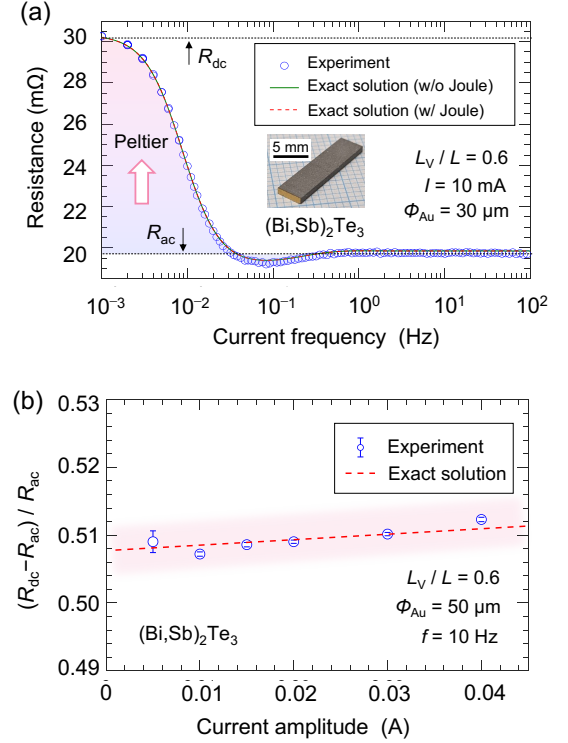 (a)
30
28
26
24
22
20
Resistance (mΩ)
R_dc
Experiment
Exact solution (w/o Joule)
Exact solution (w/ Joule)
Peltier
5 mm
L_V / L = 0.6
I = 10 mA
Φ_Au = 30 μm
R_ac
(Bi,Sb)₂Te₃
10⁻³ 10⁻² 10⁻¹ 10⁰ 10¹ 10²
Current frequency (Hz)
(b)
0.53
0.52
0.51
0.50
0.49
(R_dc−R_ac) / R_ac
Experiment
Exact solution
L_V / L = 0.6
Φ_Au = 50 μm
f = 10 Hz
(Bi,Sb)₂Te₃
0 0.01 0.02 0.03 0.04
Current amplitude (A)